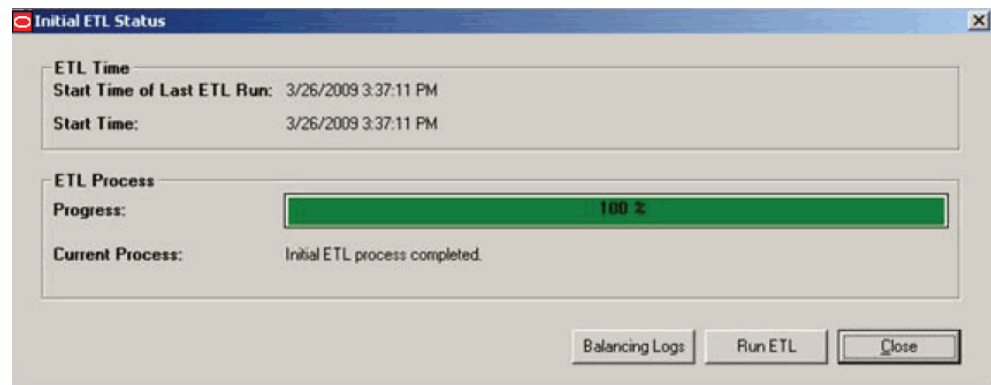 Initial ETL Status
ETL Time
Start Time of Last ETL Run: 3/26/2009 3:37:11 PM
Start Time: 3/26/2009 3:37:11 PM
ETL Process
Progress: 100 %
Current Process: Initial ETL process completed.
Balancing Logs Run ETL Close